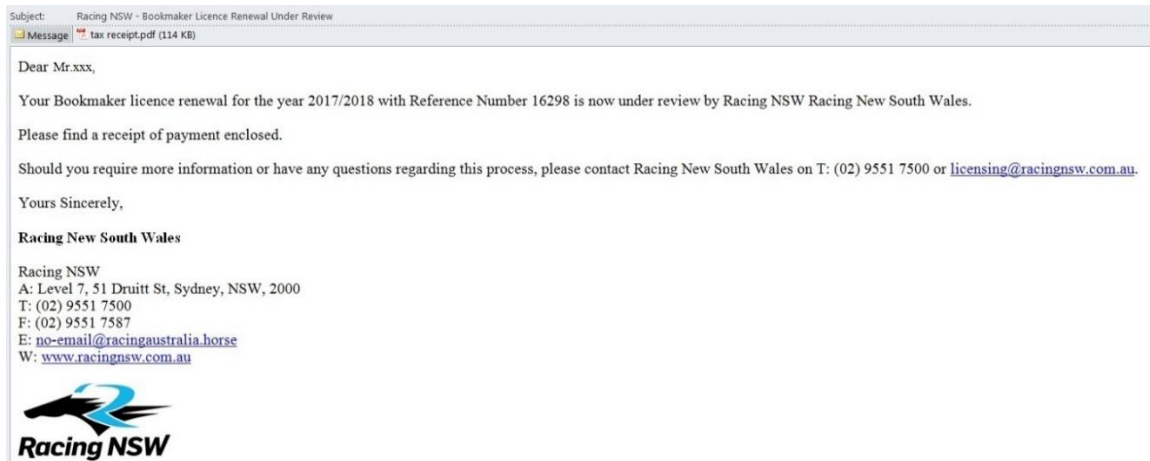 Subject: Racing NSW - Bookmaker Licence Renewal Under Review
Message tax receipt.pdf (114 KB)
Dear Mr.xxx,
Your Bookmaker licence renewal for the year 2017/2018 with Reference Number 16298 is now under review by Racing NSW Racing New South Wales.
Please find a receipt of payment enclosed.
Should you require more information or have any questions regarding this process, please contact Racing New South Wales on T: (02) 9551 7500 or licensing@racingnsw.com.au.
Yours Sincerely,
Racing New South Wales
Racing NSW
A: Level 7, 51 Druitt St, Sydney, NSW, 2000
T: (02) 9551 7500
F: (02) 9551 7587
E: no-email@racingaustralia.horse
W: www.racingnsw.com.au
Racing NSW